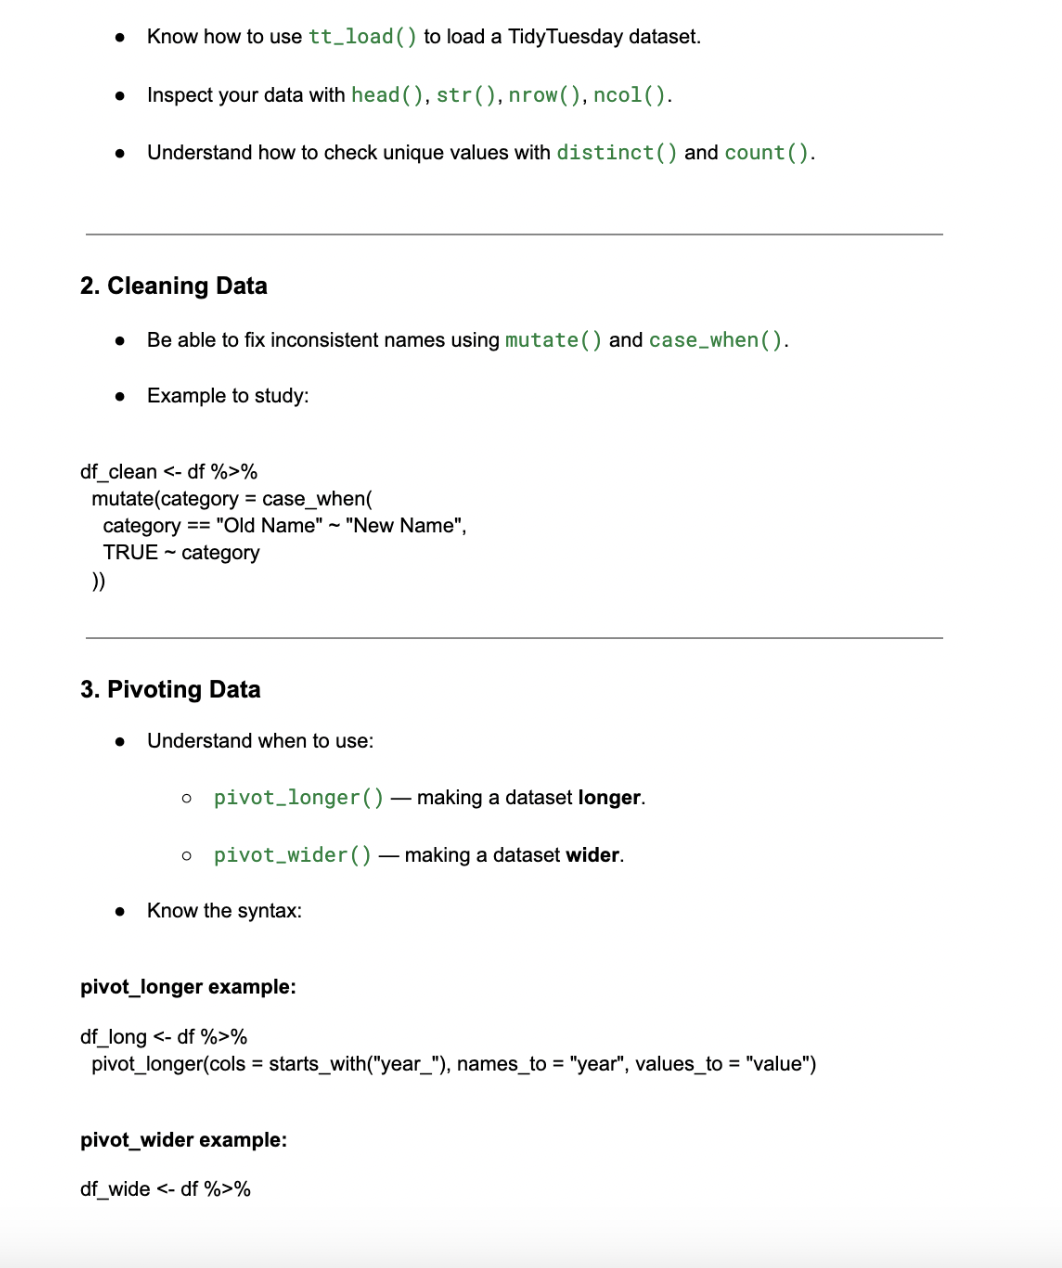 ● Know how to use tt_load() to load a TidyTuesday dataset.
● Inspect your data with head(), str(), nrow(), ncol().
● Understand how to check unique values with distinct() and count().
2. Cleaning Data
● Be able to fix inconsistent names using mutate() and case_when().
● Example to study:
df_clean <- df %>%
  mutate(category = case_when(
    category == "Old Name" ~ "New Name",
    TRUE ~ category
  ))
3. Pivoting Data
● Understand when to use:
○ pivot_longer() — making a dataset longer.
○ pivot_wider() — making a dataset wider.
● Know the syntax:
pivot_longer example:
df_long <- df %>%
  pivot_longer(cols = starts_with("year_"), names_to = "year", values_to = "value")
pivot_wider example:
df_wide <- df %>%